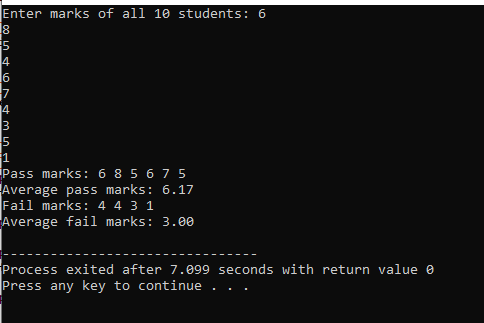 Enter marks of all 10 students: 6
8
5
4
6
7
4
3
5
1
Pass marks: 6 8 5 6 7 5
Average pass marks: 6.17
Fail marks: 4 4 3 1
Average fail marks: 3.00
--------------------------------
Process exited after 7.099 seconds with return value 0
Press any key to continue . . .